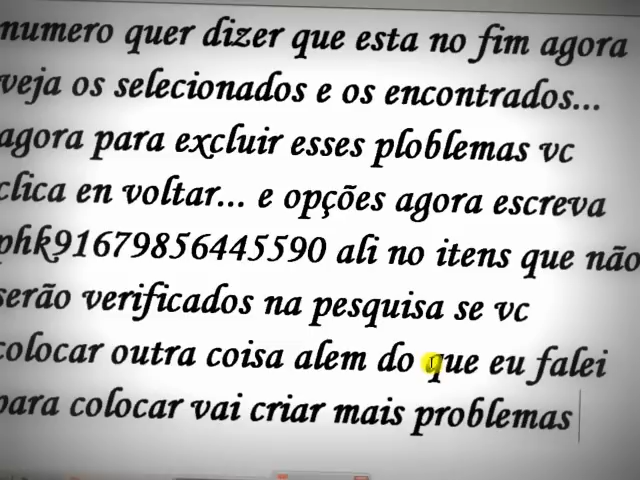 numero quer dizer que esta no fim agora
veja os selecionados e os encontrados...
agora para excluir esses ploblemas vc
clica en voltar... e opções agora escreva
phk91679856445590 ali no itens que não
serão verificados na pesquisa se vc
colocar outra coisa alem do que eu falei
para colocar vai criar mais problemas